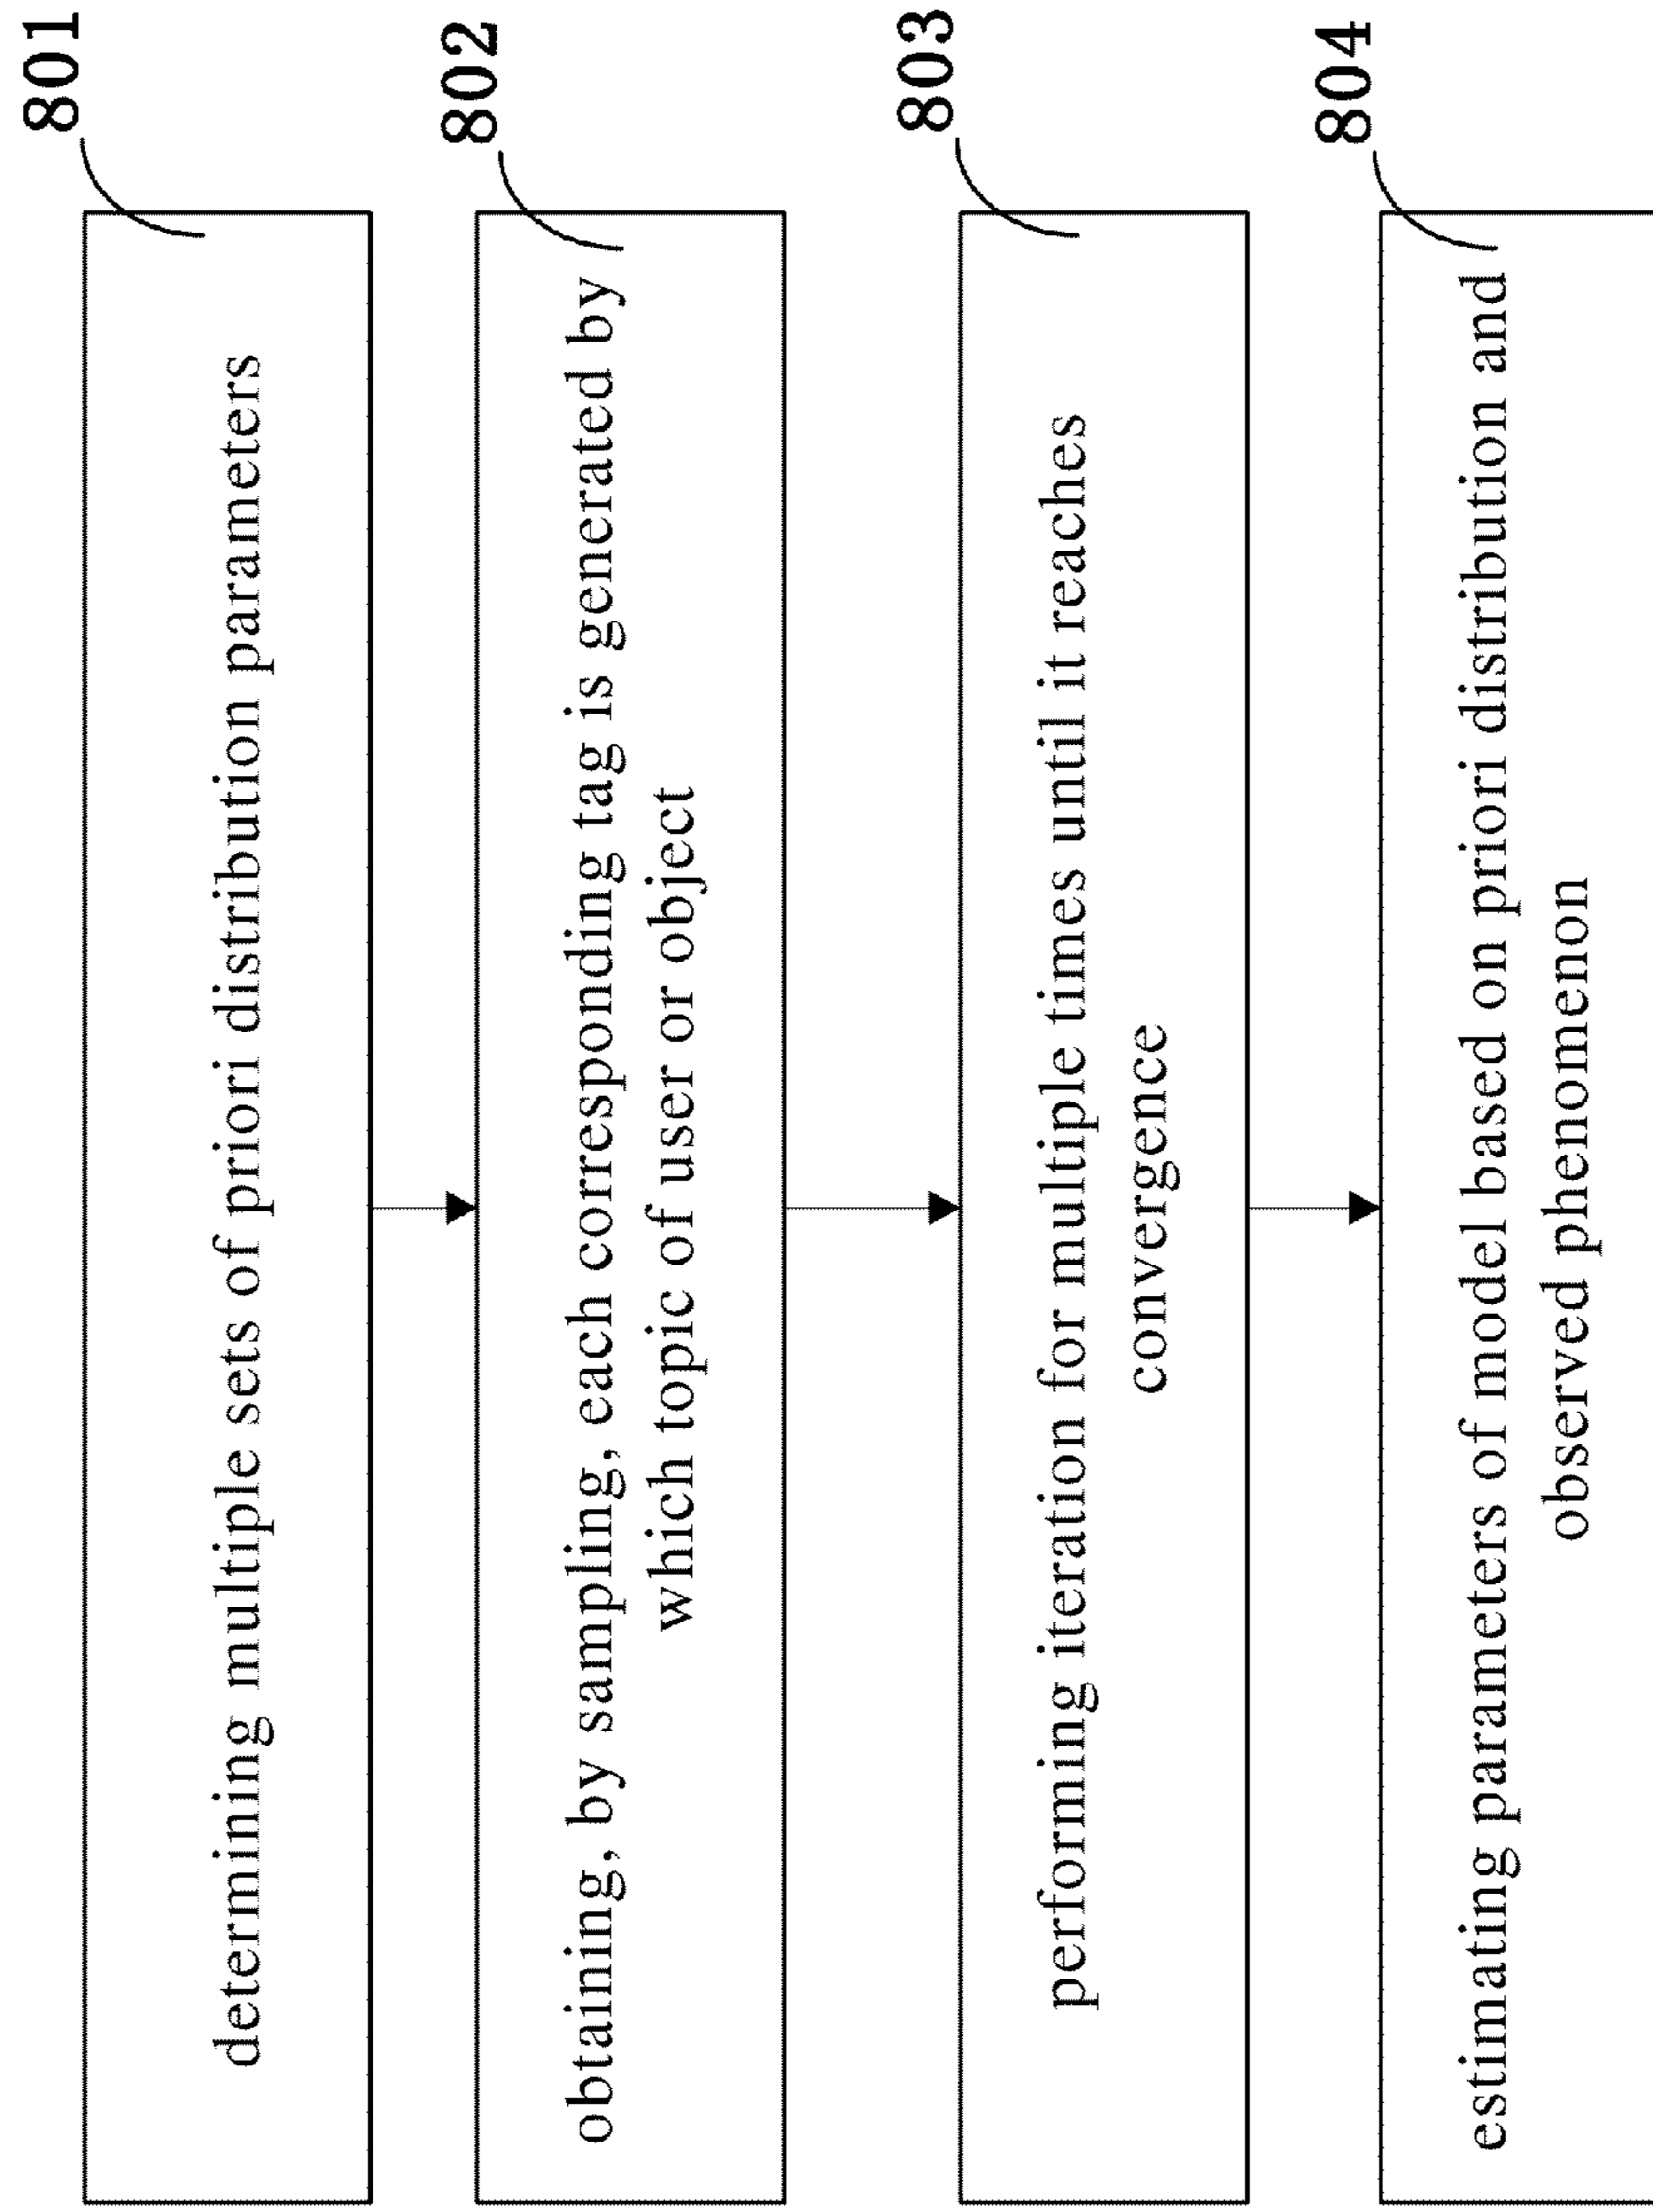 801
determining multiple sets of priori distribution parameters
802
obtaining, by sampling, each corresponding tag is generated by
which topic of user or object
803
performing iteration for multiple times until it reaches
convergence
804
estimating parameters of model based on priori distribution and
observed phenomenon